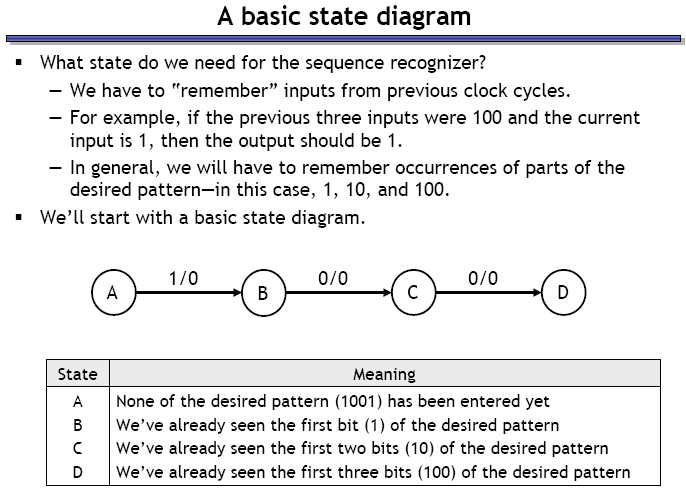 A basic state diagram
▪ What state do we need for the sequence recognizer?
— We have to “remember” inputs from previous clock cycles.
— For example, if the previous three inputs were 100 and the current
input is 1, then the output should be 1.
— In general, we will have to remember occurrences of parts of the
desired pattern—in this case, 1, 10, and 100.
▪ We’ll start with a basic state diagram.
1/0 0/0 0/0
A B C D
State Meaning
A None of the desired pattern (1001) has been entered yet
B We’ve already seen the first bit (1) of the desired pattern
C We’ve already seen the first two bits (10) of the desired pattern
D We’ve already seen the first three bits (100) of the desired pattern